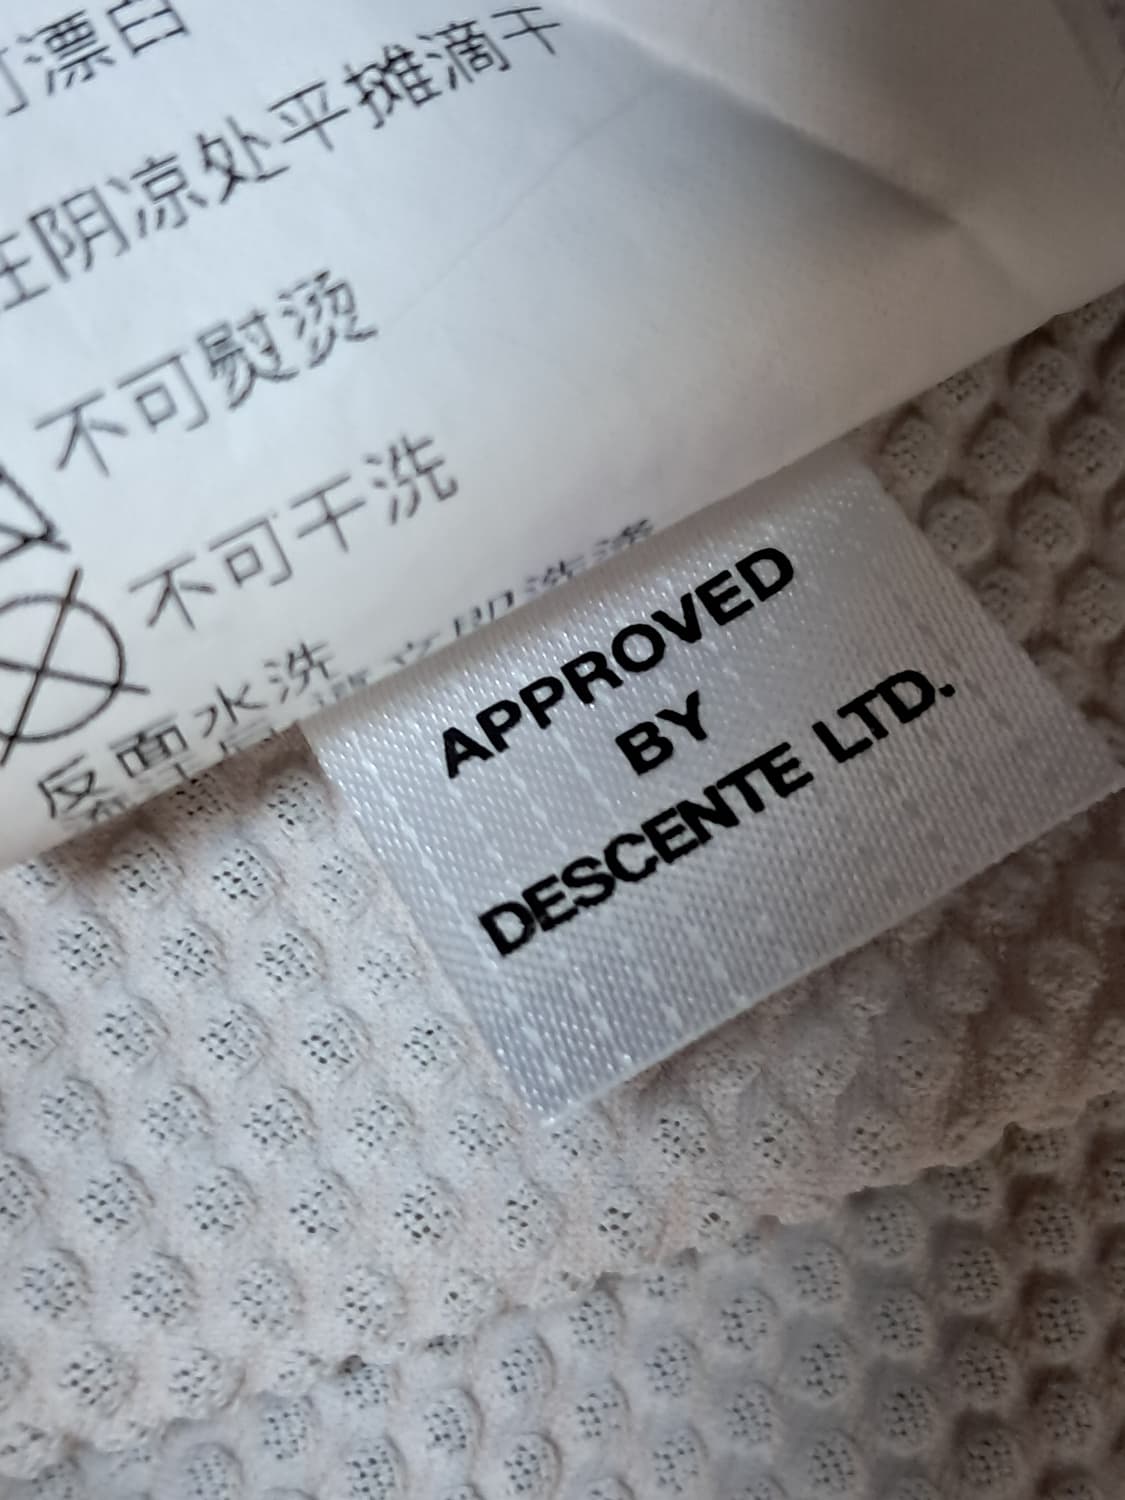 漂白
在阴凉处平摊滴干
不可熨烫
不可干洗
反面水洗
APPROVED
BY
DESCENTE LTD.